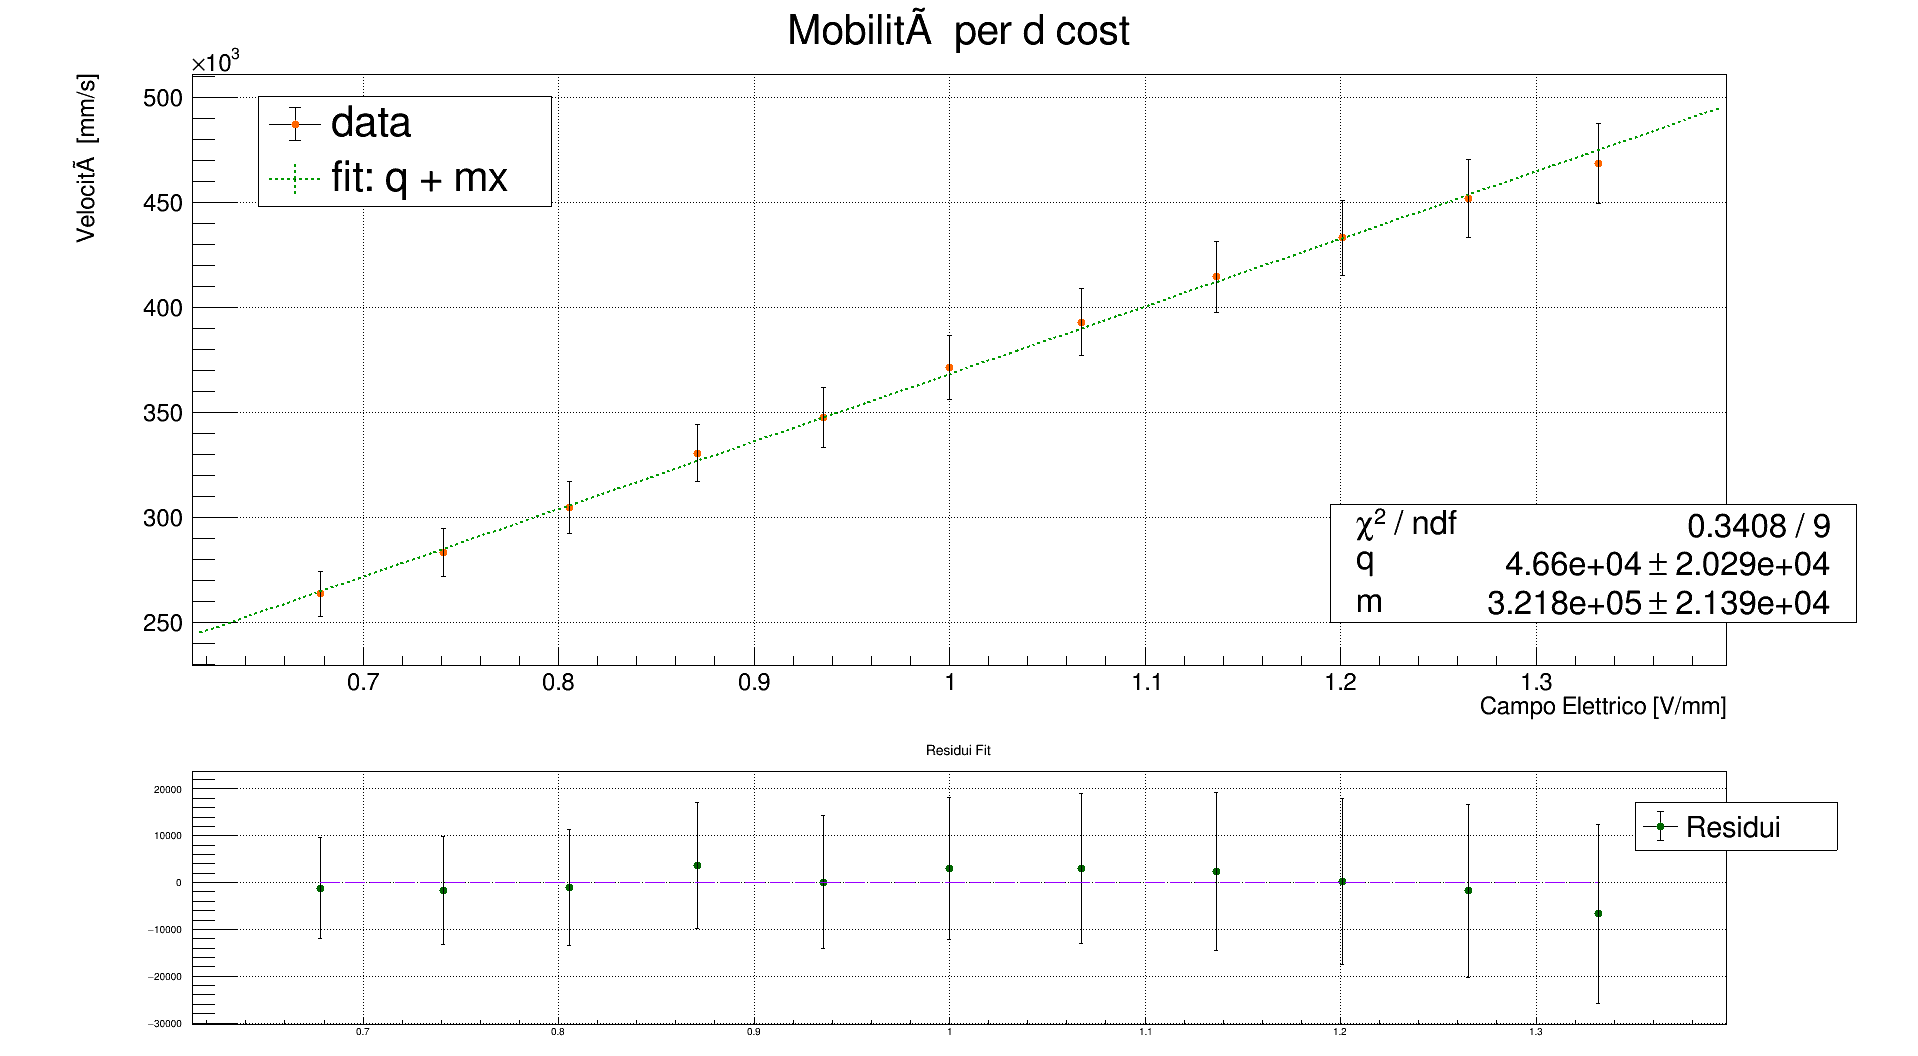 MobilitÃ per d cost
×10³
VelocitÃ [mm/s]
500
450
400
350
300
250
data
fit: q + mx
χ² / ndf 0.3408 / 9
q 4.66e+04 ± 2.029e+04
m 3.218e+05 ± 2.139e+04
0.7 0.8 0.9 1 1.1 1.2 1.3
Campo Elettrico [V/mm]
Residui Fit
20000
10000
0
−10000
−20000
−30000
Residui
0.7 0.8 0.9 1 1.1 1.2 1.3